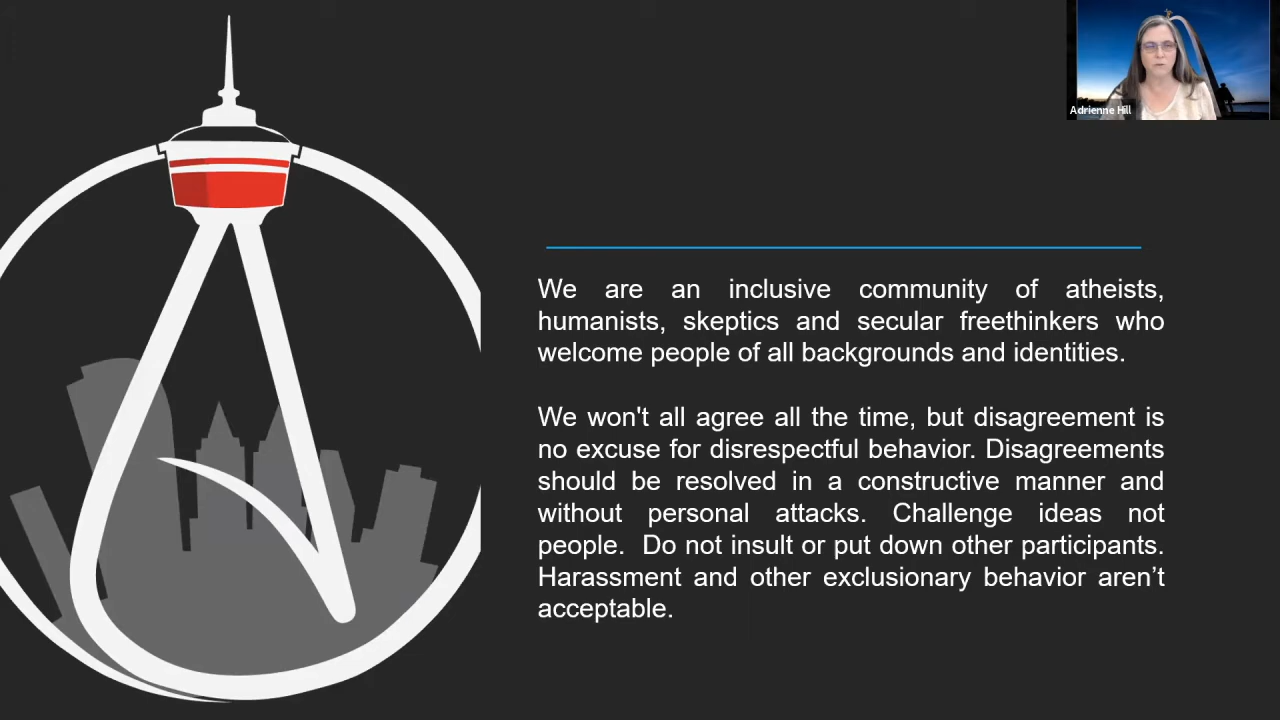 Adrienne Hill
We are an inclusive community of atheists,
humanists, skeptics and secular freethinkers who
welcome people of all backgrounds and identities.
We won't all agree all the time, but disagreement is
no excuse for disrespectful behavior. Disagreements
should be resolved in a constructive manner and
without personal attacks. Challenge ideas not
people.  Do not insult or put down other participants.
Harassment and other exclusionary behavior aren’t
acceptable.